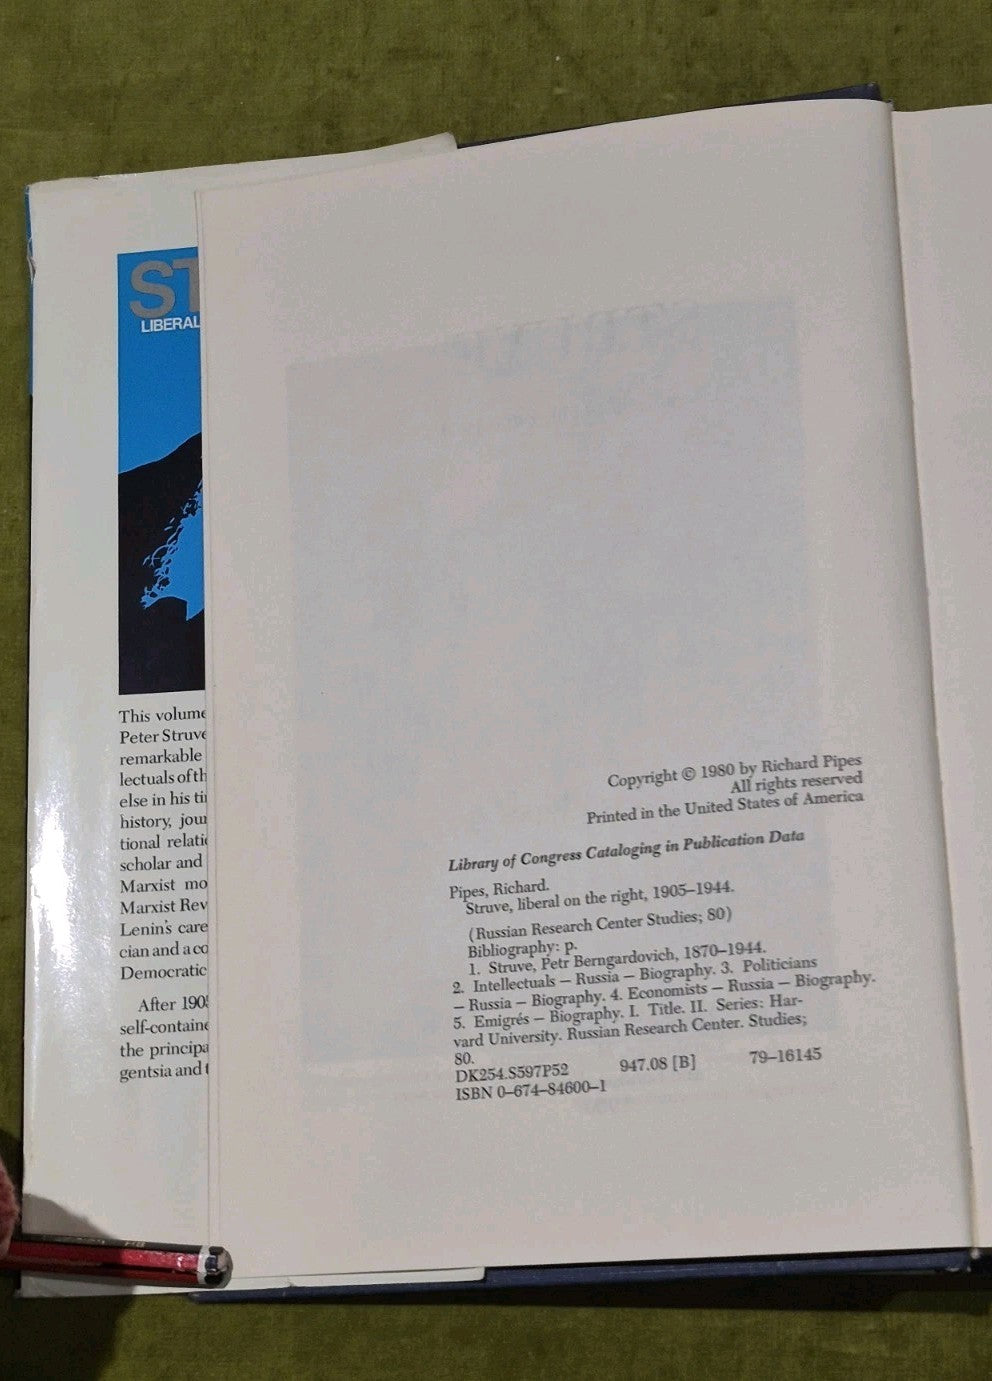 ST
LIBERAL
This volume
Peter Struve
remarkable
lectuals of th
else in his ti
history, jour
tional relati
scholar and
Marxist mo
Marxist Rev
Lenin's care
cian and a co
Democratic
After 1905
self-containe
the principa
gentsia and t
Copyright © 1980 by Richard Pipes
All rights reserved
Printed in the United States of America
Library of Congress Cataloging in Publication Data
Pipes, Richard.
Struve, liberal on the right, 1905–1944.
(Russian Research Center Studies; 80)
Bibliography: p.
1. Struve, Petr Berngardovich, 1870–1944.
2. Intellectuals — Russia — Biography. 3. Politicians
— Russia — Biography. 4. Economists — Russia — Biography.
5. Emigrés — Biography. I. Title. II. Series: Har-
vard University. Russian Research Center. Studies;
80.
DK254.S597P52 947.08 [B] 79–16145
ISBN 0–674–84600–1